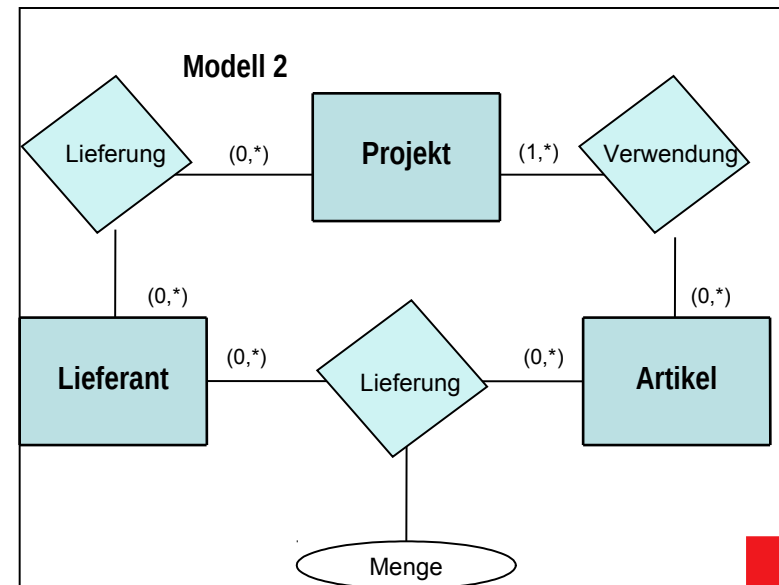 Modell 2
Lieferung
(0,*)
Projekt
(1,*)
Verwendung
(0,*)
(0,*)
Lieferant
(0,*)
Lieferung
(0,*)
Artikel
Menge